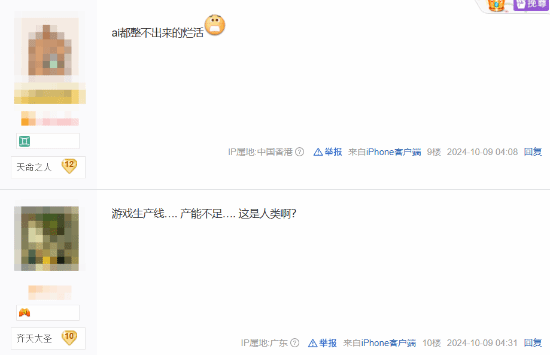 搜尋
ai都整不出来的烂活
天命之人 12
IP属地:中国香港 举报 来自iPhone客户端 9楼 2024-10-09 04:08 回复
游戏生产线.... 产能不足.... 这是人类啊?
齐天大圣 10
IP属地:广东 举报 来自iPhone客户端 10楼 2024-10-09 04:31 回复